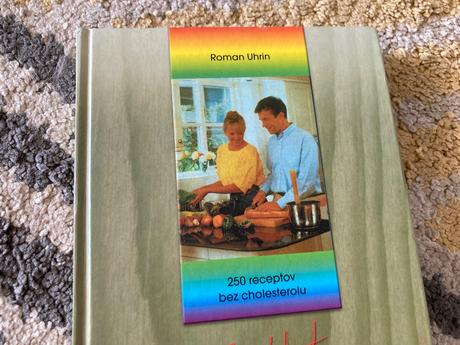 Roman Uhrin
250 receptov
bez cholesterolu